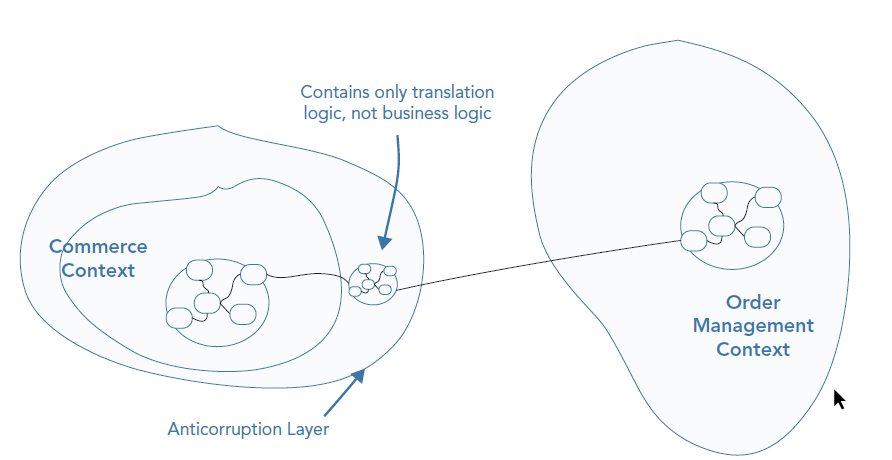 Contains only translation
logic, not business logic
Commerce
Context
Order
Management
Context
Anticorruption Layer